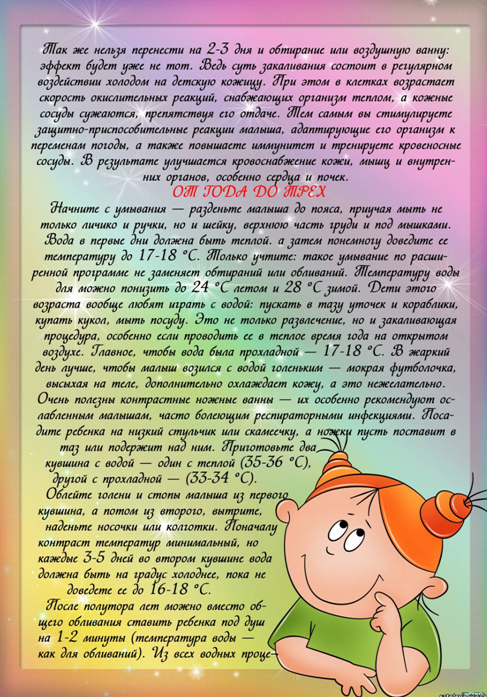 Так же нельзя перенести на 2-3 дня и обтирание или воздушную ванну:
эффект будет уже не тот. Ведь суть закаливания состоит в регулярном
воздействии холодом на детскую кожицу. При этом в клетках возрастает
скорость окислительных реакций, снабжающих организм теплом, а кожные
сосуды сужаются, препятствуя его отдаче. Тем самым вы стимулируете
защитно-приспособительные реакции малыша, адаптирующие его организм к
переменам погоды, а также повышаете иммунитет и тренируете кровеносные
сосуды. В результате улучшается кровоснабжение кожи, мышц и внутрен-
них органов, особенно сердца и почек.
ОТ ГОДА ДО ТРЕХ
Начните с умывания — разденьте малыша до пояса, приучая мыть не
только личико и ручки, но и шейку, верхнюю часть груди и под мышками.
Вода в первые дни должна быть теплой. а затем понемногу доведите ее
температуру до 17-18 °С. Только учтите: такое умывание по расши-
ренной программе не заменяет обтираний или обливаний. Температуру воды
для можно понизить до 24 °С летом и 28 °С зимой. Дети этого
возраста вообще любят играть с водой: пускать в тазу уточек и кораблики,
купать кукол, мыть посуду. Это не только развлечение, но и закаливающая
процедура, особенно если проводить ее в теплое время года на открытом
воздухе. Главное, чтобы вода была прохладной — 17-18 °С. В жаркий
день лучше, чтобы малыш возился с водой голеньким — мокрая футболочка,
высыхая на теле, дополнительно охлаждает кожу, а это нежелательно.
Очень полезны контрастные ножные ванны — их особенно рекомендуют ос-
лабленным малышам, часто болеющим респираторными инфекциями. Поса-
дите ребенка на низкий стульчик или скамеечку, а ножки пусть поставит в
таз или подержит над ним. Приготовьте два
кувшина с водой — один с теплой (35-36 °С),
другой с прохладной — (33-34 °С).
Облейте голени и стопы малыша из первого
кувшина, а потом из второго, вытрите,
наденьте носочки или колготки. Поначалу
контраст температур минимальный, но
каждые 3-5 дней во втором кувшине вода
должна быть на градус холоднее, пока не
доведете ее до 16-18 °С.
После полутора лет можно вместо об-
щего обливания ставить ребенка под душ
на 1-2 минуты (температура воды —
как для обливаний). Из всех водных проце-